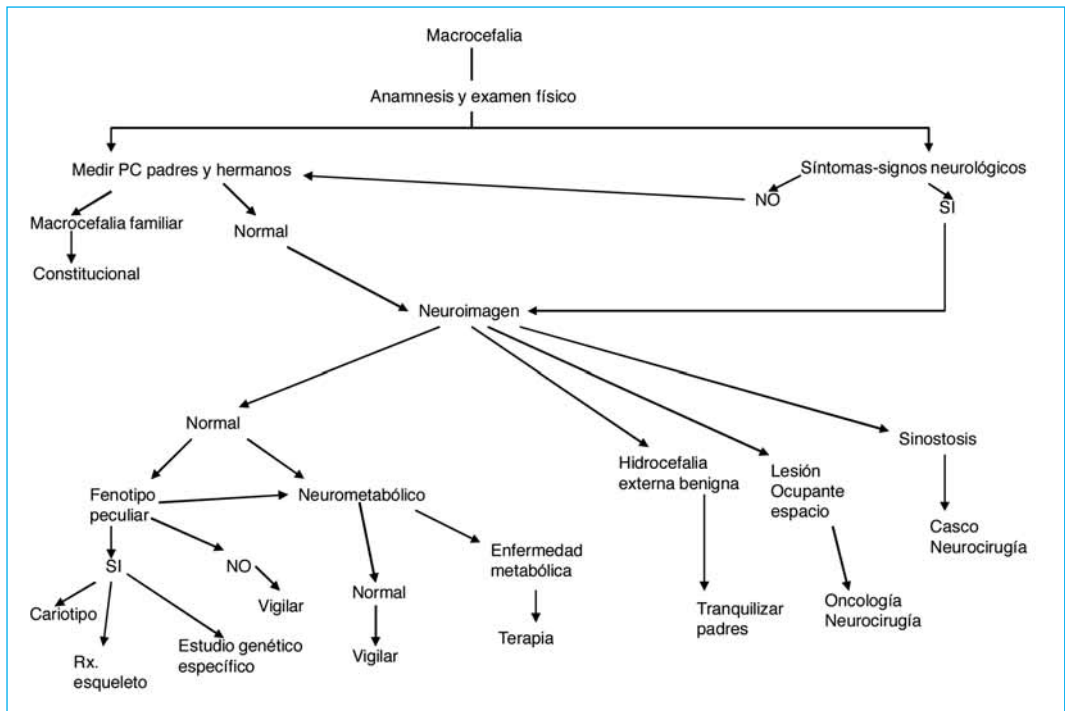 Macrocefalia
Anamnesis y examen físico
Medir PC padres y hermanos
Síntomas-signos neurológicos
NO
SI
Macrocefalia familiar
Normal
Constitucional
Neuroimagen
Normal
Sinostosis
Hidrocefalia
externa benigna
Lesión
Ocupante
espacio
Fenotipo
peculiar
Neurometabólico
Casco
Neurocirugía
Enfermedad
metabólica
SI
NO
Normal
Cariotipo
Vigilar
Tranquilizar
padres
Oncología
Neurocirugía
Terapia
Rx.
esqueleto
Estudio genético
específico
Vigilar